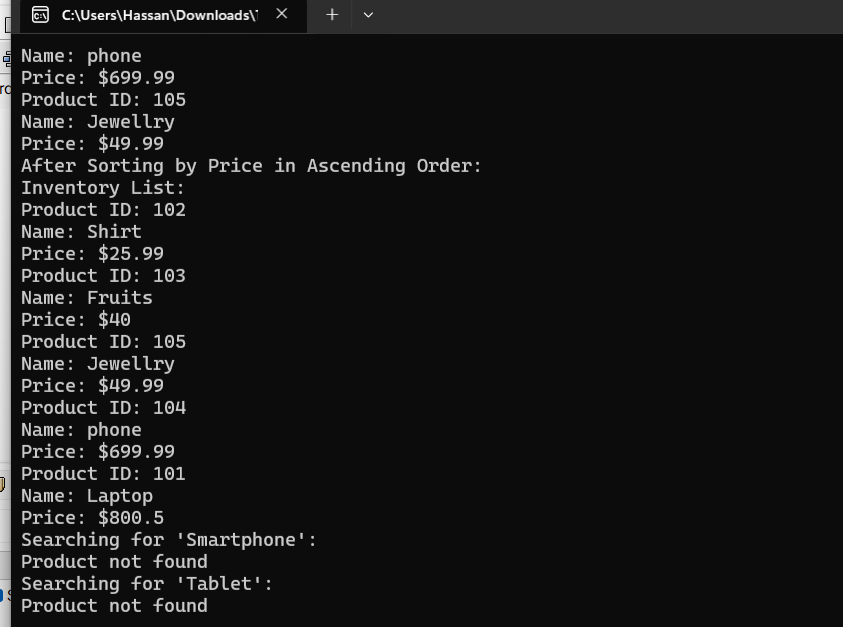 C:\Users\Hassan\Downloads\
Name: phone
Price: $699.99
Product ID: 105
Name: Jewellry
Price: $49.99
After Sorting by Price in Ascending Order:
Inventory List:
Product ID: 102
Name: Shirt
Price: $25.99
Product ID: 103
Name: Fruits
Price: $40
Product ID: 105
Name: Jewellry
Price: $49.99
Product ID: 104
Name: phone
Price: $699.99
Product ID: 101
Name: Laptop
Price: $800.5
Searching for 'Smartphone':
Product not found
Searching for 'Tablet':
Product not found